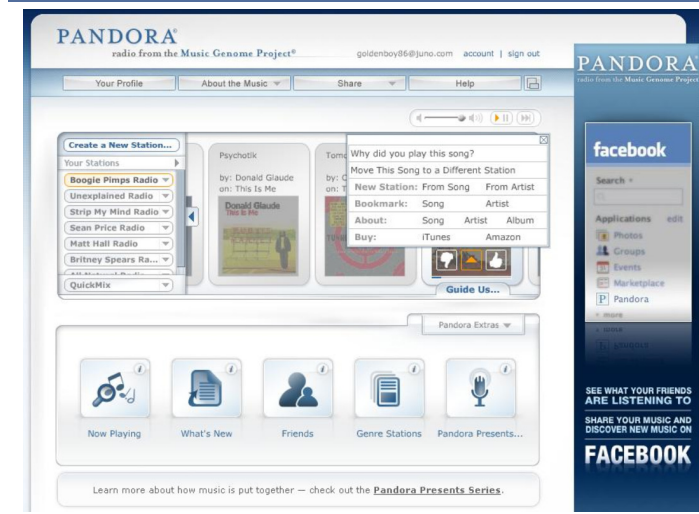 PANDORA®
radio from the Music Genome Project®
goldenboy86@juno.com account | sign out
Your Profile About the Music Share Help
Create a New Station...
Your Stations
Boogie Pimps Radio
Unexplained Radio
Strip My Mind Radio
Sean Price Radio
Matt Hall Radio
Britney Spears Ra...
QuickMix
Psychotik
by: Donald Glaude
on: This Is Me
Donald Glaude
This Is Me
Why did you play this song?
Move This Song to a Different Station
New Station: From Song From Artist
Bookmark: Song Artist
About: Song Artist Album
Buy: iTunes Amazon
Guide Us...
Pandora Extras
Now Playing
What's New
Friends
Genre Stations
Pandora Presents...
Learn more about how music is put together — check out the Pandora Presents Series.
PANDORA
radio from the Music Genome Project
facebook
Search
Applications edit
Photos
Groups
Events
Marketplace
P Pandora
more
SEE WHAT YOUR FRIENDS
ARE LISTENING TO
SHARE YOUR MUSIC AND
DISCOVER NEW MUSIC ON
FACEBOOK